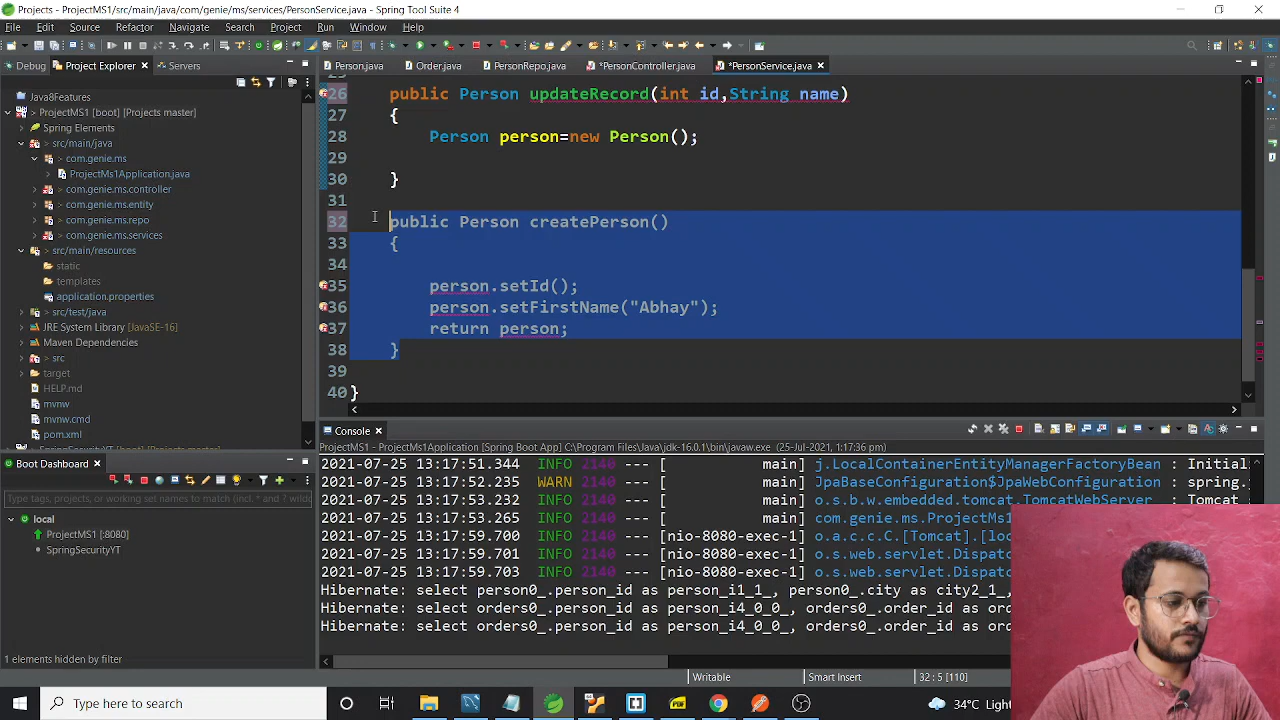 Projects - ProjectMS1/src/main/java/com/genie/ms/services/PersonService.java - Spring Tool Suite 4
File Edit Source Refactor Navigate Search Project Run Window Help
Debug Project Explorer Servers
Person.java Order.java PersonRepo.java *PersonController.java *PersonService.java
Java8Features
ProjectMS1 [boot] [Projects master]
Spring Elements
src/main/java
com.genie.ms
ProjectMs1Application.java
com.genie.ms.controller
com.genie.ms.entity
com.genie.ms.repo
com.genie.ms.services
src/main/resources
static
templates
application.properties
src/test/java
JRE System Library [JavaSE-16]
Maven Dependencies
src
target
HELP.md
mvnw
mvnw.cmd
pom.xml
26 public Person updateRecord(int id,String name)
27 {
28 Person person=new Person();
29
30 }
31
32 public Person createPerson()
33 {
34
35 person.setId();
36 person.setFirstName("Abhay");
37 return person;
38 }
39
40 }
Boot Dashboard
Type tags, projects, or working set names to match (incl. * and ? wildc
local
ProjectMS1 [:8080]
SpringSecurityYT
1 elements hidden by filter
Console
ProjectMS1 - ProjectMs1Application [Spring Boot App] C:\Program Files\Java\jdk-16.0.1\bin\javaw.exe (25-Jul-2021, 1:17:36 pm)
2021-07-25 13:17:51.344 INFO 2140 --- [ main] j.LocalContainerEntityManagerFactoryBean : Initial
2021-07-25 13:17:52.235 WARN 2140 --- [ main] JpaBaseConfiguration$JpaWebConfiguration : spring.
2021-07-25 13:17:53.232 INFO 2140 --- [ main] o.s.b.w.embedded.tomcat.TomcatWebServer : Tomcat
2021-07-25 13:17:53.265 INFO 2140 --- [ main] com.genie.ms.ProjectMs1
2021-07-25 13:17:59.700 INFO 2140 --- [nio-8080-exec-1] o.a.c.c.C.[Tomcat].[loc
2021-07-25 13:17:59.701 INFO 2140 --- [nio-8080-exec-1] o.s.web.servlet.Dispatc
2021-07-25 13:17:59.703 INFO 2140 --- [nio-8080-exec-1] o.s.web.servlet.Dispatc
Hibernate: select person0_.person_id as person_i1_1_, person0_.city as city2_1_,
Hibernate: select orders0_.person_id as person_i4_0_0_, orders0_.order_id as ord
Hibernate: select orders0_.person_id as person_i4_0_0_, orders0_.order_id as ord
Writable Smart Insert 32 : 5 [110]
Type here to search
34°C Light